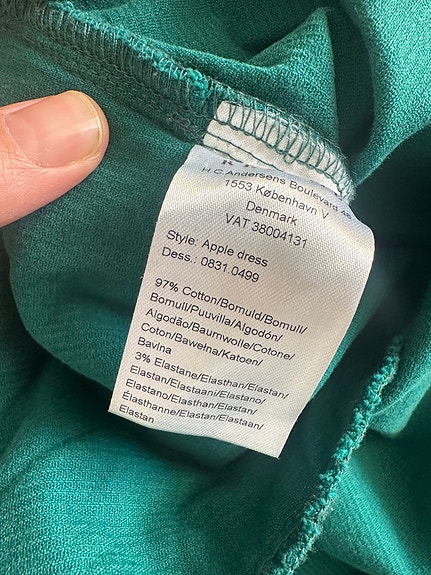 H.C Andersens Boulevard
1553 København V
Denmark
VAT 38004131
Style: Apple dress
Dess.: 0831.0499
97% Cotton/Bomuld/Bomull/
Bomull/Puuvilla/Algodón/
Algodão/Baumwolle/Cotone/
Coton/Bawełna/Katoen/
Bavlna
3% Elastane/Elasthan/Elastan/
Elastan/Elastaani/Elastano/
Elastano/Elasthan/Elastan/
Élasthanne/Elastan/Elastaan/
Elastan